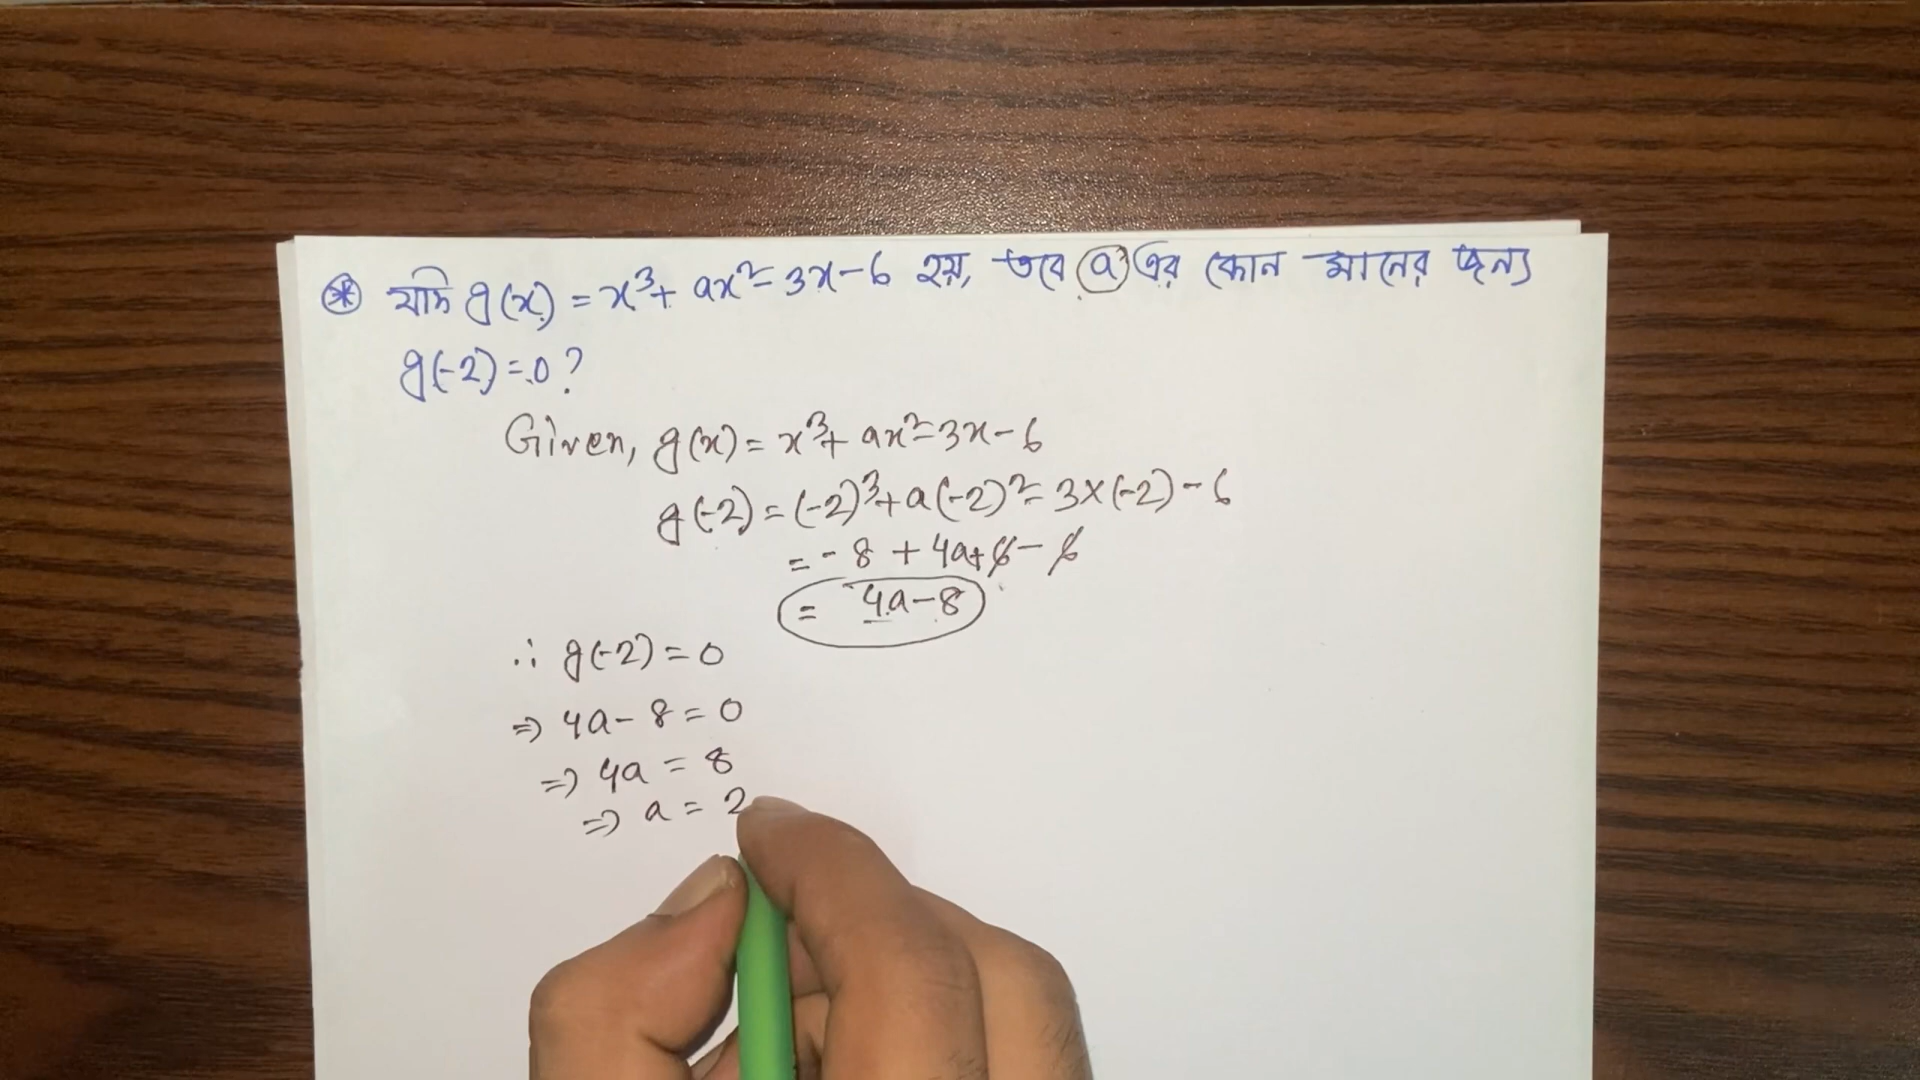 ⊛ যদি g(x) = x³ + ax² - 3x - 6 হয়, তবে a এর কোন মানের জন্য
g(-2) = 0?
Given, g(x) = x³ + ax² - 3x - 6
g(-2) = (-2)³ + a(-2)² - 3×(-2) - 6
= -8 + 4a + 6 - 6
= 4a - 8
∴ g(-2) = 0
⇒ 4a - 8 = 0
⇒ 4a = 8
⇒ a = 2